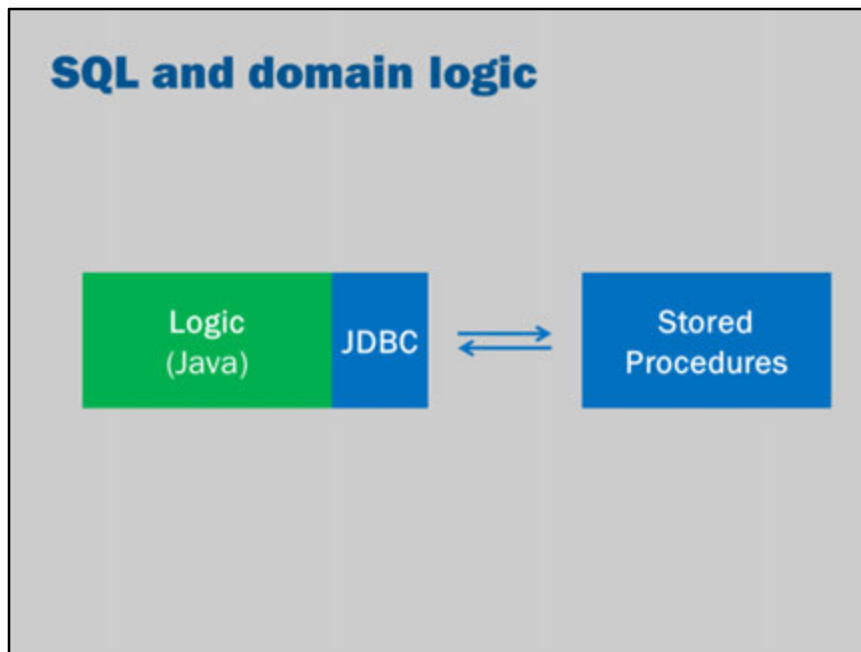 SQL and domain logic
Logic
(Java)
JDBC
Stored
Procedures